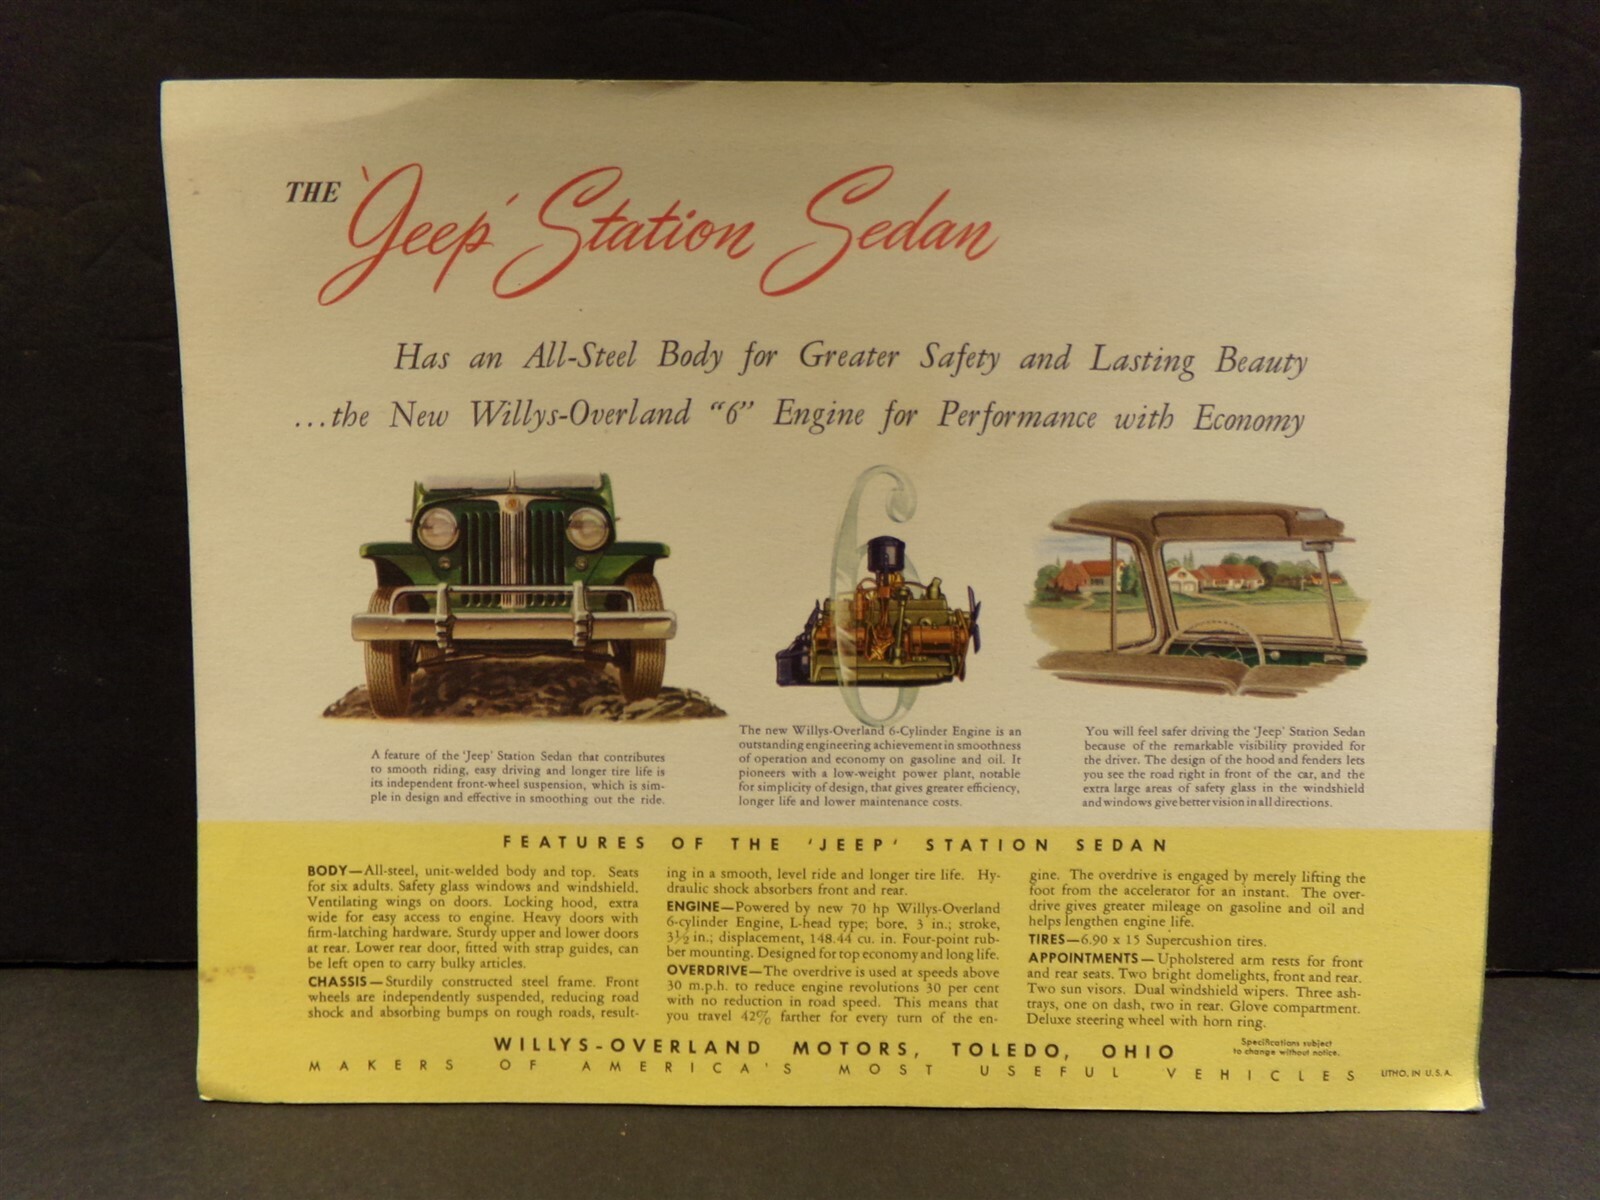 THE 'Jeep' Station Sedan
Has an All-Steel Body for Greater Safety and Lasting Beauty
...the New Willys-Overland "6" Engine for Performance with Economy
6
A feature of the 'Jeep' Station Sedan that contributes
to smooth riding, easy driving and longer tire life is
its independent front-wheel suspension, which is sim-
ple in design and effective in smoothing out the ride.
The new Willys-Overland 6-Cylinder Engine is an
outstanding engineering achievement in smoothness
of operation and economy on gasoline and oil. It
pioneers with a low-weight power plant, notable
for simplicity of design, that gives greater efficiency,
longer life and lower maintenance costs.
You will feel safer driving the 'Jeep' Station Sedan
because of the remarkable visibility provided for
the driver. The design of the hood and fenders lets
you see the road right in front of the car, and the
extra large areas of safety glass in the windshield
and windows give better vision in all directions.
FEATURES OF THE 'JEEP' STATION SEDAN
BODY—All-steel, unit-welded body and top. Seats
for six adults. Safety glass windows and windshield.
Ventilating wings on doors. Locking hood, extra
wide for easy access to engine. Heavy doors with
firm-latching hardware. Sturdy upper and lower doors
at rear. Lower rear door, fitted with strap guides, can
be left open to carry bulky articles.
CHASSIS—Sturdily constructed steel frame. Front
wheels are independently suspended, reducing road
shock and absorbing bumps on rough roads, result-
ing in a smooth, level ride and longer tire life. Hy-
draulic shock absorbers front and rear.
ENGINE—Powered by new 70 hp Willys-Overland
6-cylinder Engine, L-head type; bore, 3 in.; stroke,
3½ in.; displacement, 148.44 cu. in. Four-point rub-
ber mounting. Designed for top economy and long life.
OVERDRIVE—The overdrive is used at speeds above
30 m.p.h. to reduce engine revolutions 30 per cent
with no reduction in road speed. This means that
you travel 42% farther for every turn of the en-
gine. The overdrive is engaged by merely lifting the
foot from the accelerator for an instant. The over-
drive gives greater mileage on gasoline and oil and
helps lengthen engine life.
TIRES—6.90 x 15 Supercushion tires.
APPOINTMENTS—Upholstered arm rests for front
and rear seats. Two bright domelights, front and rear.
Two sun visors. Dual windshield wipers. Three ash-
trays, one on dash, two in rear. Glove compartment.
Deluxe steering wheel with horn ring.
WILLYS-OVERLAND MOTORS, TOLEDO, OHIO
Specifications subject
to change without notice.
MAKERS OF AMERICA'S MOST USEFUL VEHICLES
LITHO. IN U.S.A.